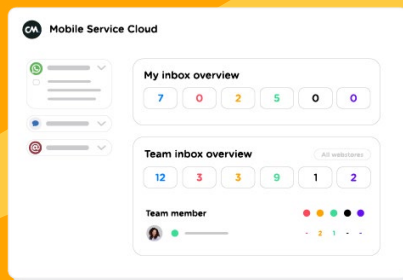 CM Mobile Service Cloud
My inbox overview
7 0 2 5 0 0
Team inbox overview All webstores
12 3 3 9 1 2
Team member
- 2 1 - -